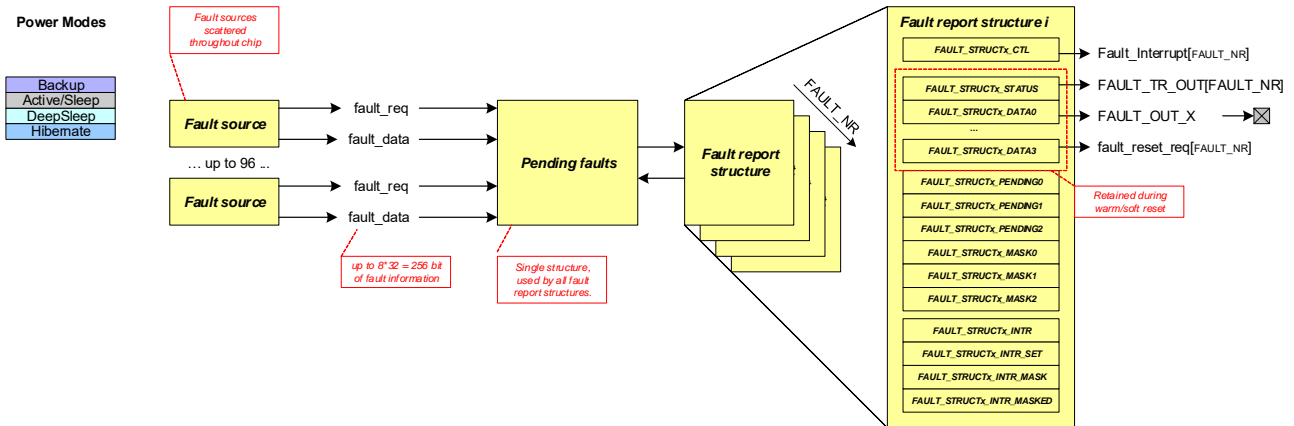 Power Modes
Backup
Active/Sleep
DeepSleep
Hibernate
Fault sources
scattered
throughout chip
Fault source
... up to 96 ...
Fault source
fault_req
fault_data
fault_req
fault_data
up to 8*32 = 256 bit
of fault information
Pending faults
Single structure,
used by all fault
report structures.
Fault report
structure
FAULT_NR
Fault report structure i
FAULT_STRUCTx_CTL
FAULT_STRUCTx_STATUS
FAULT_STRUCTx_DATA0
...
FAULT_STRUCTx_DATA3
FAULT_STRUCTx_PENDING0
FAULT_STRUCTx_PENDING1
FAULT_STRUCTx_PENDING2
FAULT_STRUCTx_MASK0
FAULT_STRUCTx_MASK1
FAULT_STRUCTx_MASK2
FAULT_STRUCTx_INTR
FAULT_STRUCTx_INTR_SET
FAULT_STRUCTx_INTR_MASK
FAULT_STRUCTx_INTR_MASKED
Fault_Interrupt[FAULT_NR]
FAULT_TR_OUT[FAULT_NR]
FAULT_OUT_X
fault_reset_req[FAULT_NR]
Retained during
warm/soft reset